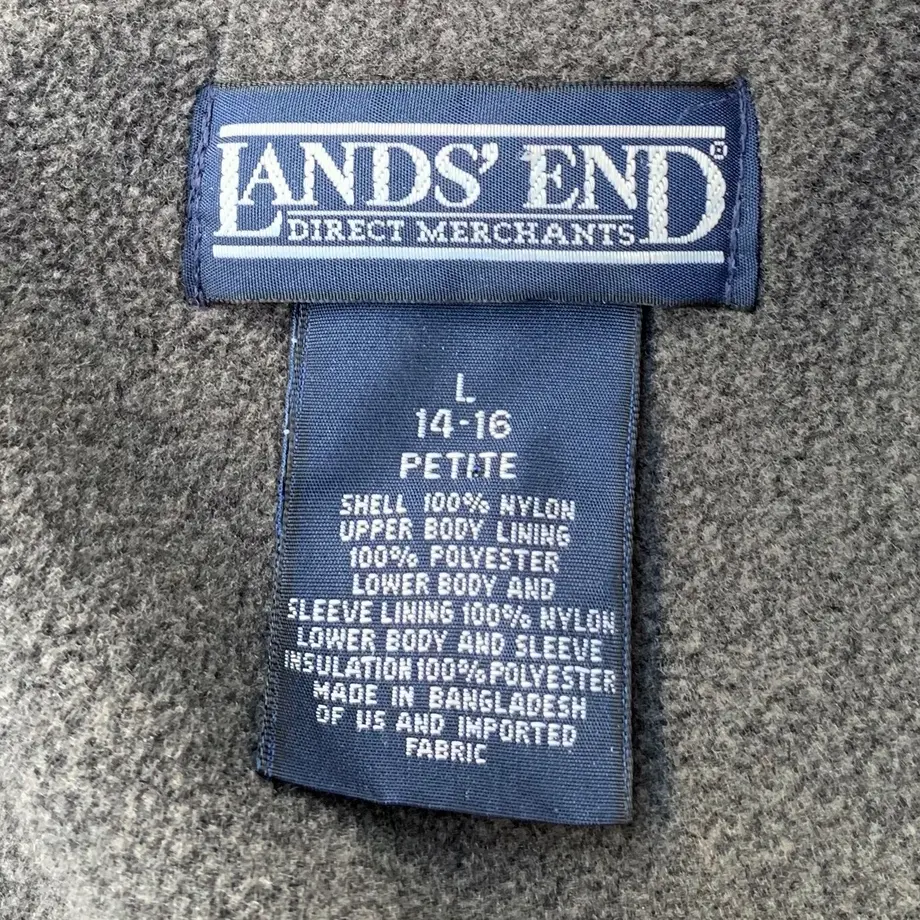 LANDS' END®
DIRECT MERCHANTS
L
14-16
PETITE
SHELL 100% NYLON
UPPER BODY LINING
100% POLYESTER
LOWER BODY AND
SLEEVE LINING 100% NYLON
LOWER BODY AND SLEEVE
INSULATION 100% POLYESTER
MADE IN BANGLADESH
OF US AND IMPORTED
FABRIC